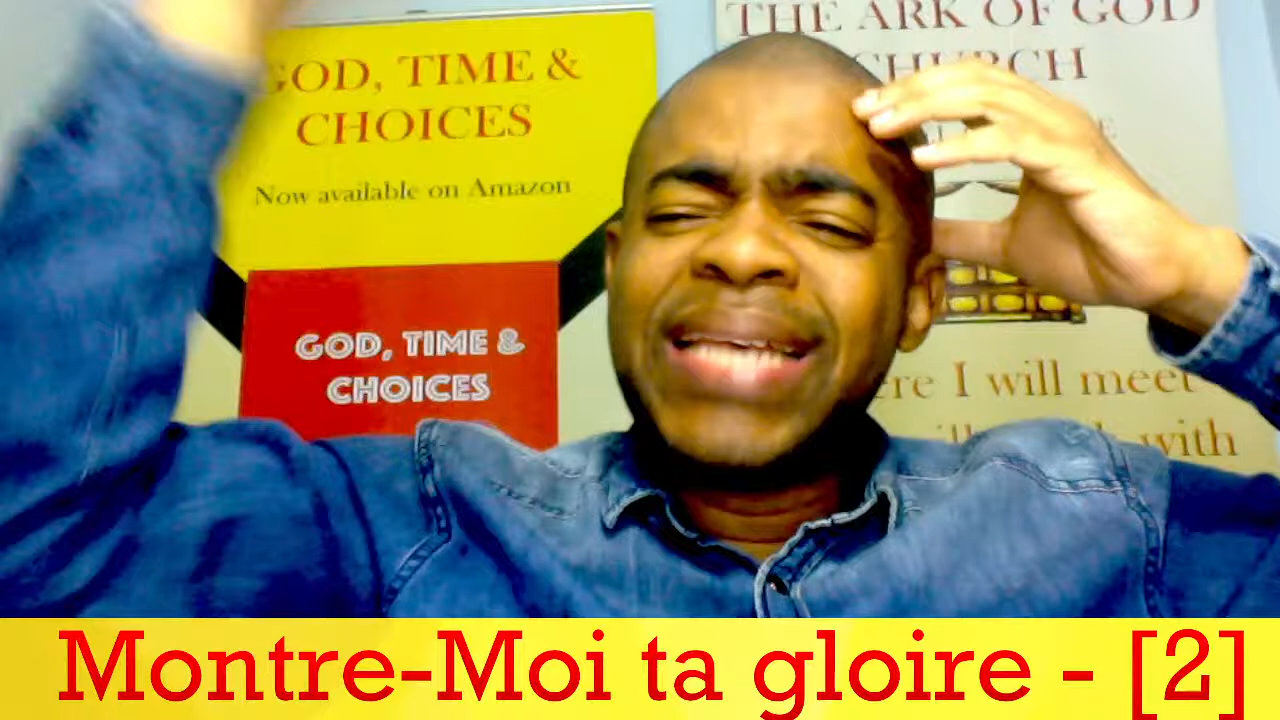 GOD, TIME &
CHOICES
Now available on Amazon
GOD, TIME &
CHOICES
THE ARK OF GOD
CHURCH
I will meet
with
Montre-Moi ta gloire - [2]